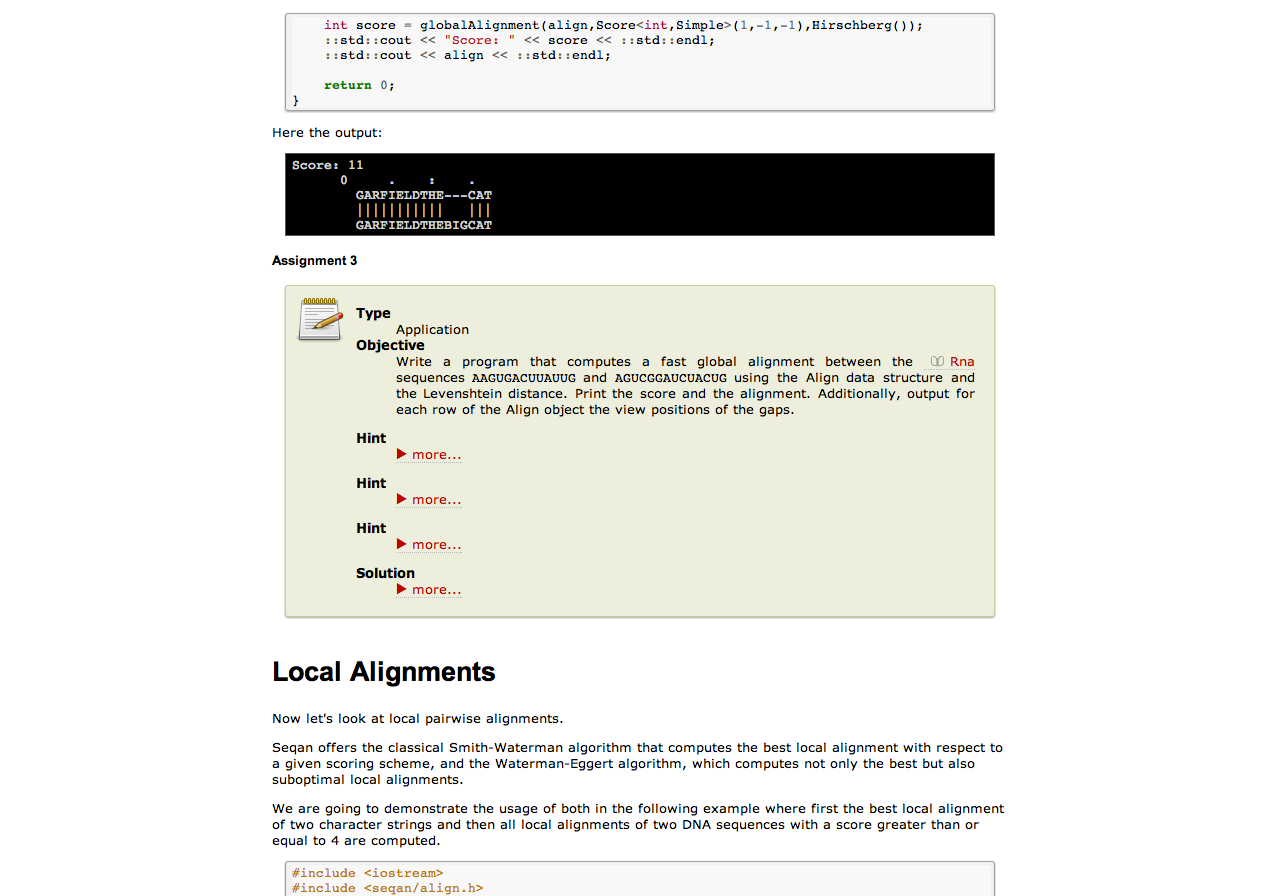 int score = globalAlignment(align,Score<int,Simple>(1,-1,-1),Hirschberg());
::std::cout << "Score: " << score << ::std::endl;
::std::cout << align << ::std::endl;
return 0;
}
Here the output:
Score: 11
0     .    :    .
GARFIELDTHE---CAT
|||||||||||   |||
GARFIELDTHEBIGCAT
Assignment 3
Type
Application
Objective
Write a program that computes a fast global alignment between the Rna
sequences AAGUGACUUAUUG and AGUCGGAUCUACUG using the Align data structure and
the Levenshtein distance. Print the score and the alignment. Additionally, output for
each row of the Align object the view positions of the gaps.
Hint
more...
Hint
more...
Hint
more...
Solution
more...
Local Alignments
Now let's look at local pairwise alignments.
Seqan offers the classical Smith-Waterman algorithm that computes the best local alignment with respect to
a given scoring scheme, and the Waterman-Eggert algorithm, which computes not only the best but also
suboptimal local alignments.
We are going to demonstrate the usage of both in the following example where first the best local alignment
of two character strings and then all local alignments of two DNA sequences with a score greater than or
equal to 4 are computed.
#include <iostream>
#include <seqan/align.h>